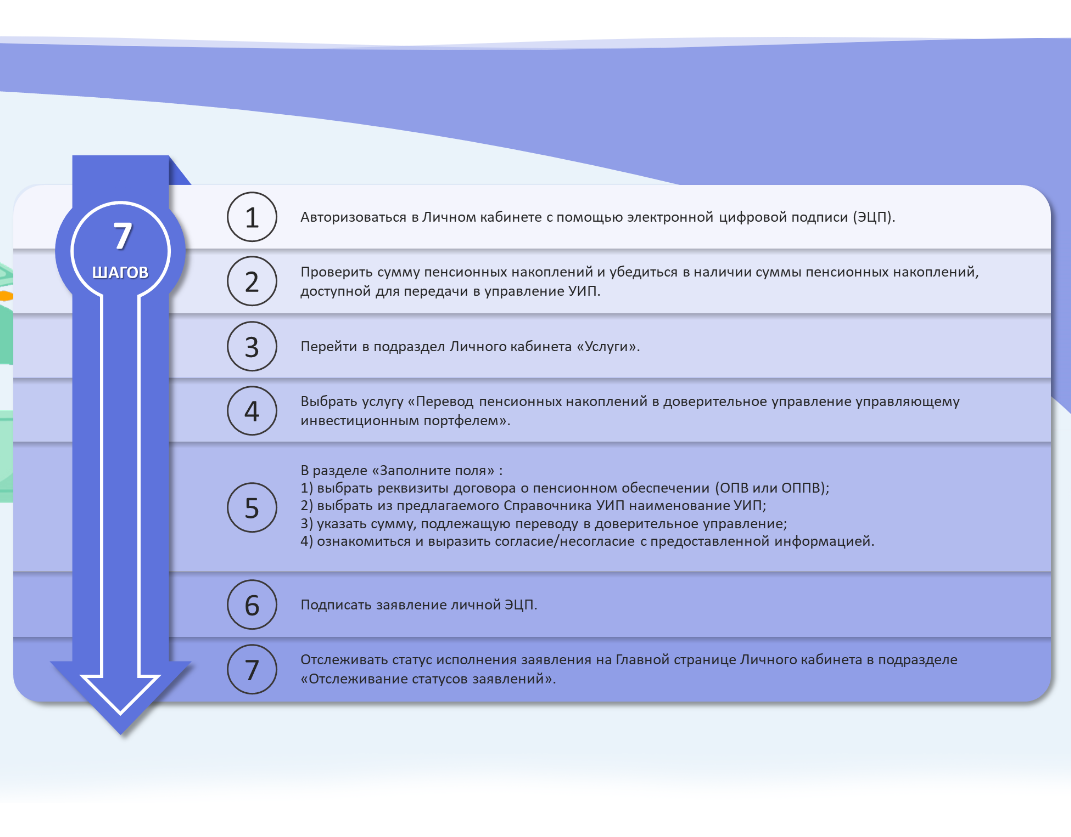 7
ШАГОВ
1
Авторизоваться в Личном кабинете с помощью электронной цифровой подписи (ЭЦП).
2
Проверить сумму пенсионных накоплений и убедиться в наличии суммы пенсионных накоплений,
доступной для передачи в управление УИП.
3
Перейти в подраздел Личного кабинета «Услуги».
4
Выбрать услугу «Перевод пенсионных накоплений в доверительное управление управляющему
инвестиционным портфелем».
5
В разделе «Заполните поля» :
1) выбрать реквизиты договора о пенсионном обеспечении (ОПВ или ОППВ);
2) выбрать из предлагаемого Справочника УИП наименование УИП;
3) указать сумму, подлежащую переводу в доверительное управление;
4) ознакомиться и выразить согласие/несогласие с предоставленной информацией.
6
Подписать заявление личной ЭЦП.
7
Отслеживать статус исполнения заявления на Главной странице Личного кабинета в подразделе
«Отслеживание статусов заявлений».